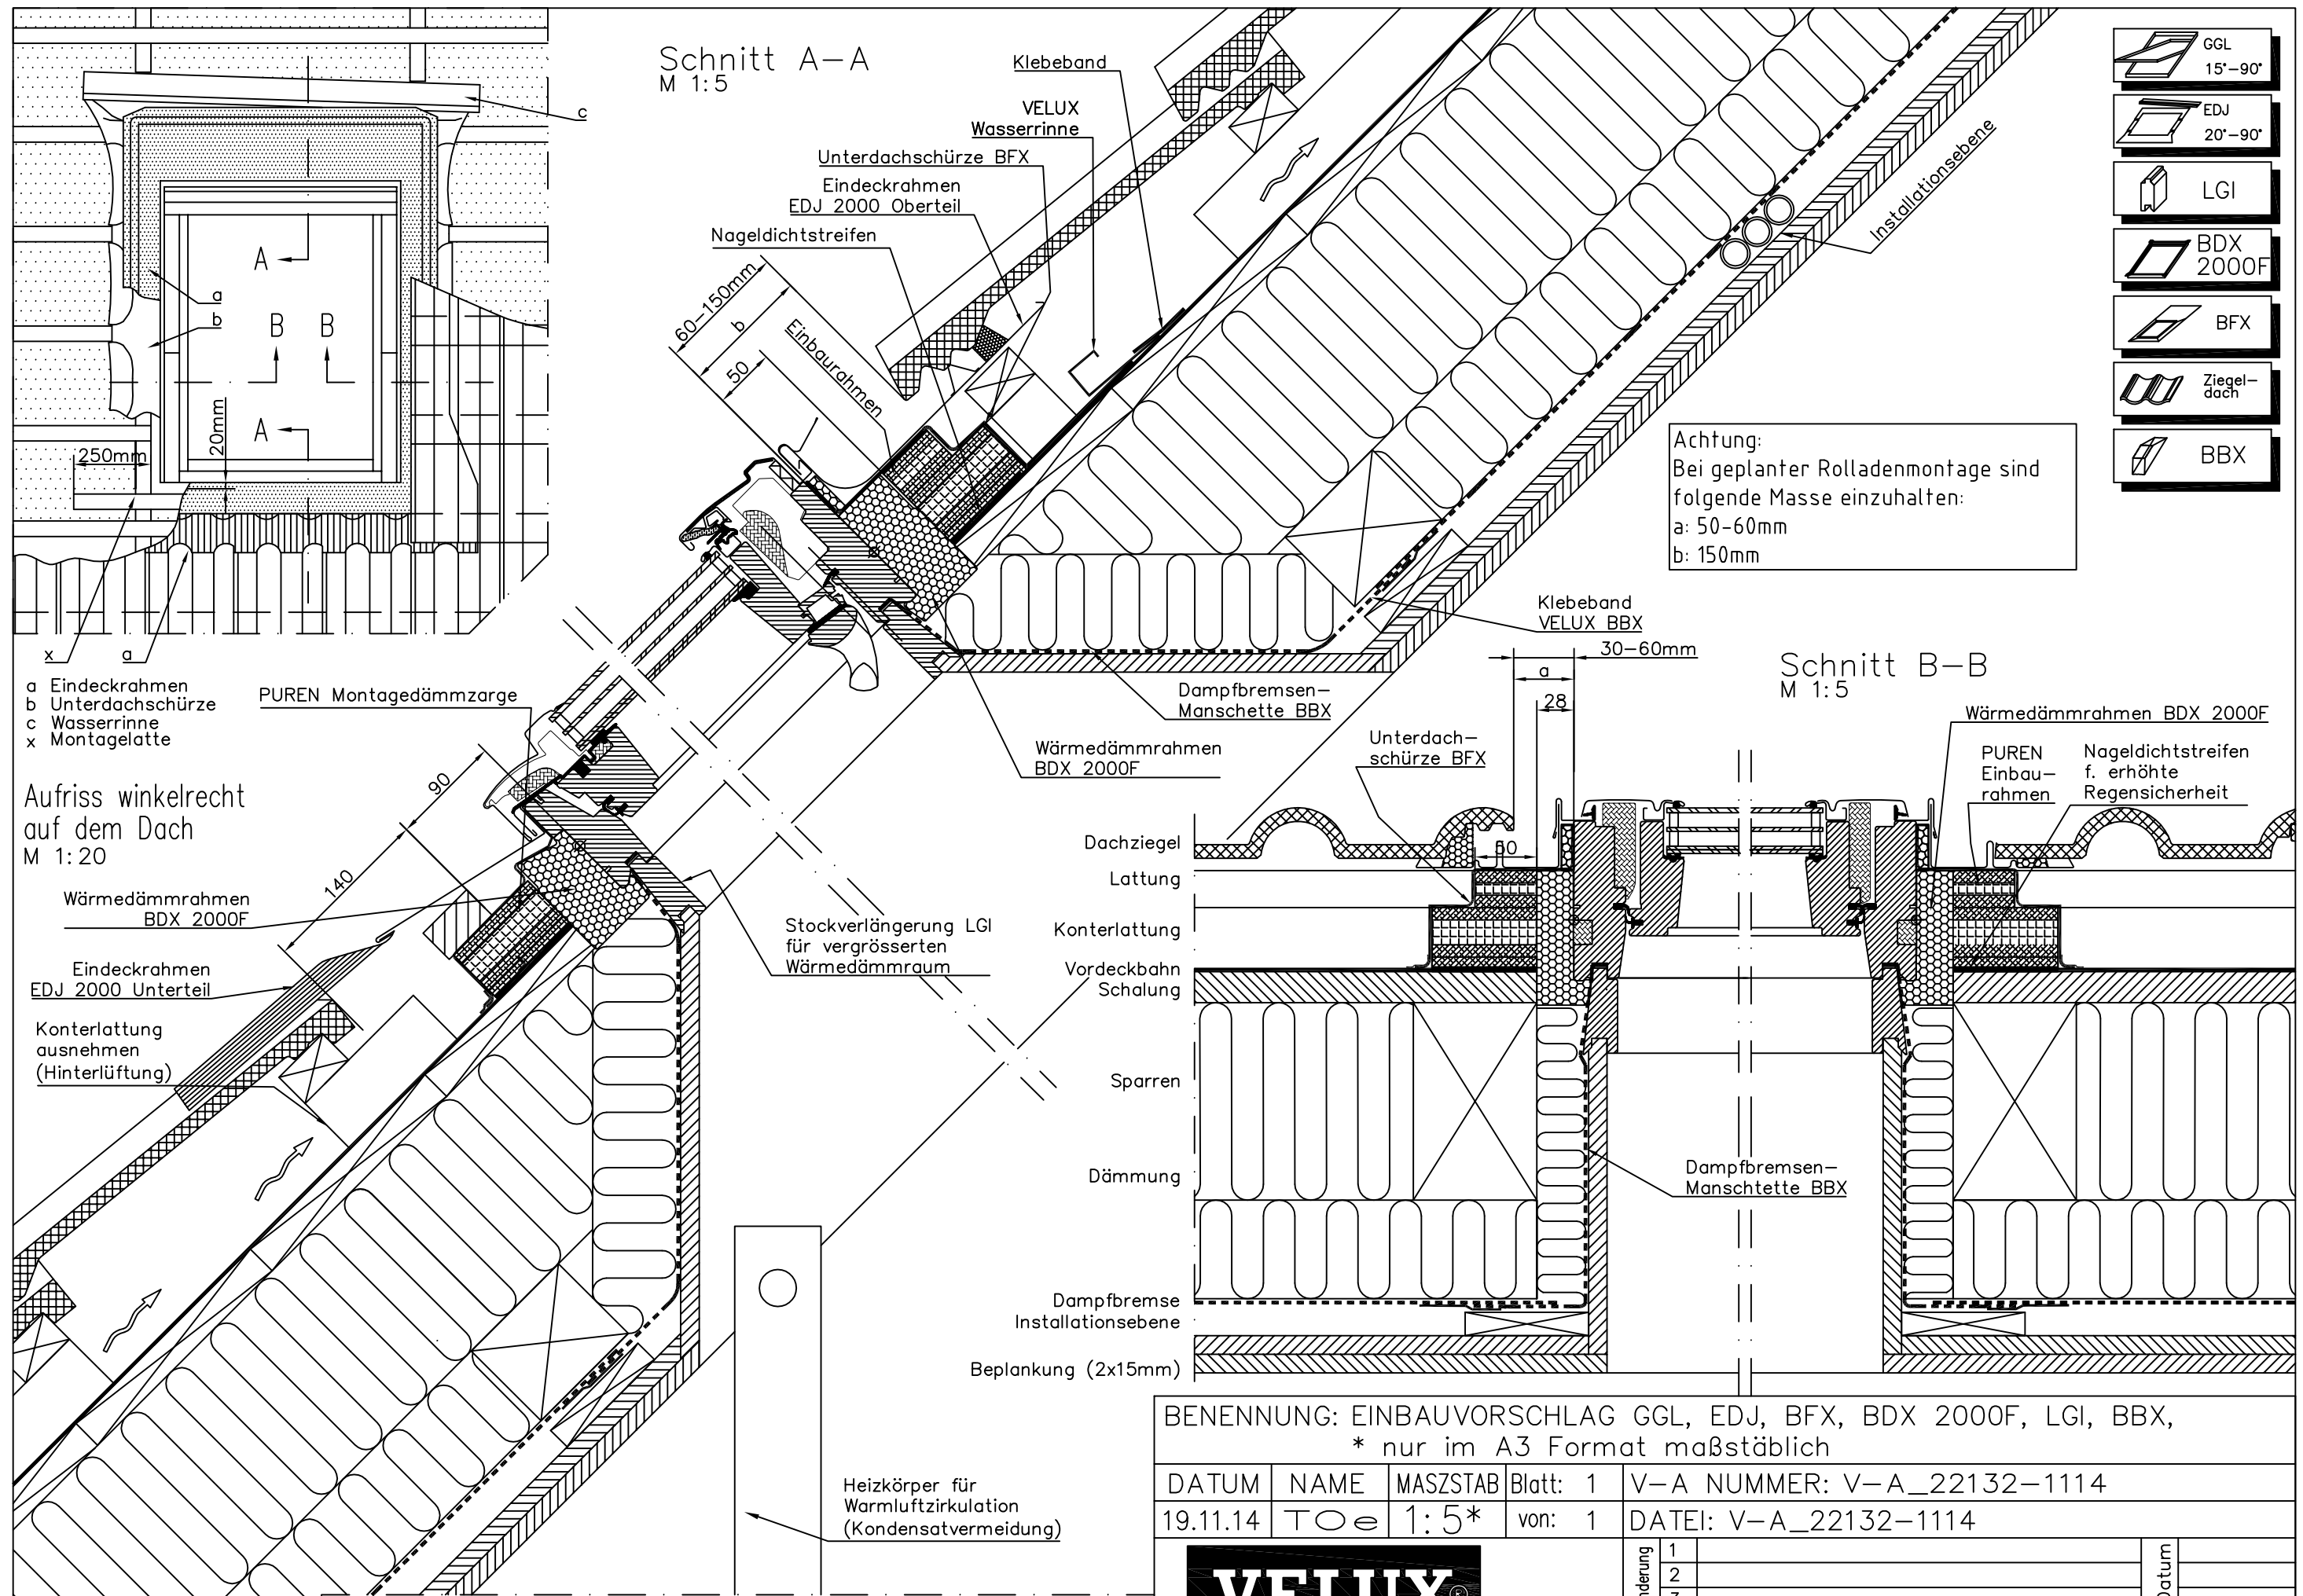 Schnitt A-A
M 1:5
Klebeband
VELUX
Wasserrinne
Unterdachschürze BFX
Eindeckrahmen
EDJ 2000 Oberteil
Nageldichtstreifen
60-150mm
b
50
Einbaurahmen
Installationsebene
c
A
a
b
B B
A
20mm
250mm
x a
a Eindeckrahmen
b Unterdachschürze
c Wasserrinne
x Montagelatte
Aufriss winkelrecht
auf dem Dach
M 1:20
GGL
15°-90°
EDJ
20°-90°
LGI
BDX
2000F
BFX
Ziegel-
dach
BBX
Achtung:
Bei geplanter Rolladenmontage sind
folgende Masse einzuhalten:
a: 50-60mm
b: 150mm
Klebeband
VELUX BBX
Dampfbremsen-
Manschette BBX
Wärmedämmrahmen
BDX 2000F
PUREN Montagedämmzarge
90
140
Wärmedämmrahmen
BDX 2000F
Eindeckrahmen
EDJ 2000 Unterteil
Konterlattung
ausnehmen
(Hinterlüftung)
Stockverlängerung LGI
für vergrösserten
Wärmedämmraum
Heizkörper für
Warmluftzirkulation
(Kondensatvermeidung)
Schnitt B-B
M 1:5
30-60mm
a
28
50
Unterdach-
schürze BFX
Wärmedämmrahmen BDX 2000F
PUREN
Einbau-
rahmen
Nageldichtstreifen
f. erhöhte
Regensicherheit
Dachziegel
Lattung
Konterlattung
Vordeckbahn
Schalung
Sparren
Dämmung
Dampfbremsen-
Manschtette BBX
Dampfbremse
Installationsebene
Beplankung (2x15mm)
BENENNUNG: EINBAUVORSCHLAG GGL, EDJ, BFX, BDX 2000F, LGI, BBX,
* nur im A3 Format maßstäblich
DATUM NAME MASZSTAB Blatt: 1 V-A NUMMER: V-A_22132-1114
19.11.14 TOe 1:5* von: 1 DATEI: V-A_22132-1114
VELUX®
1
2
Datum